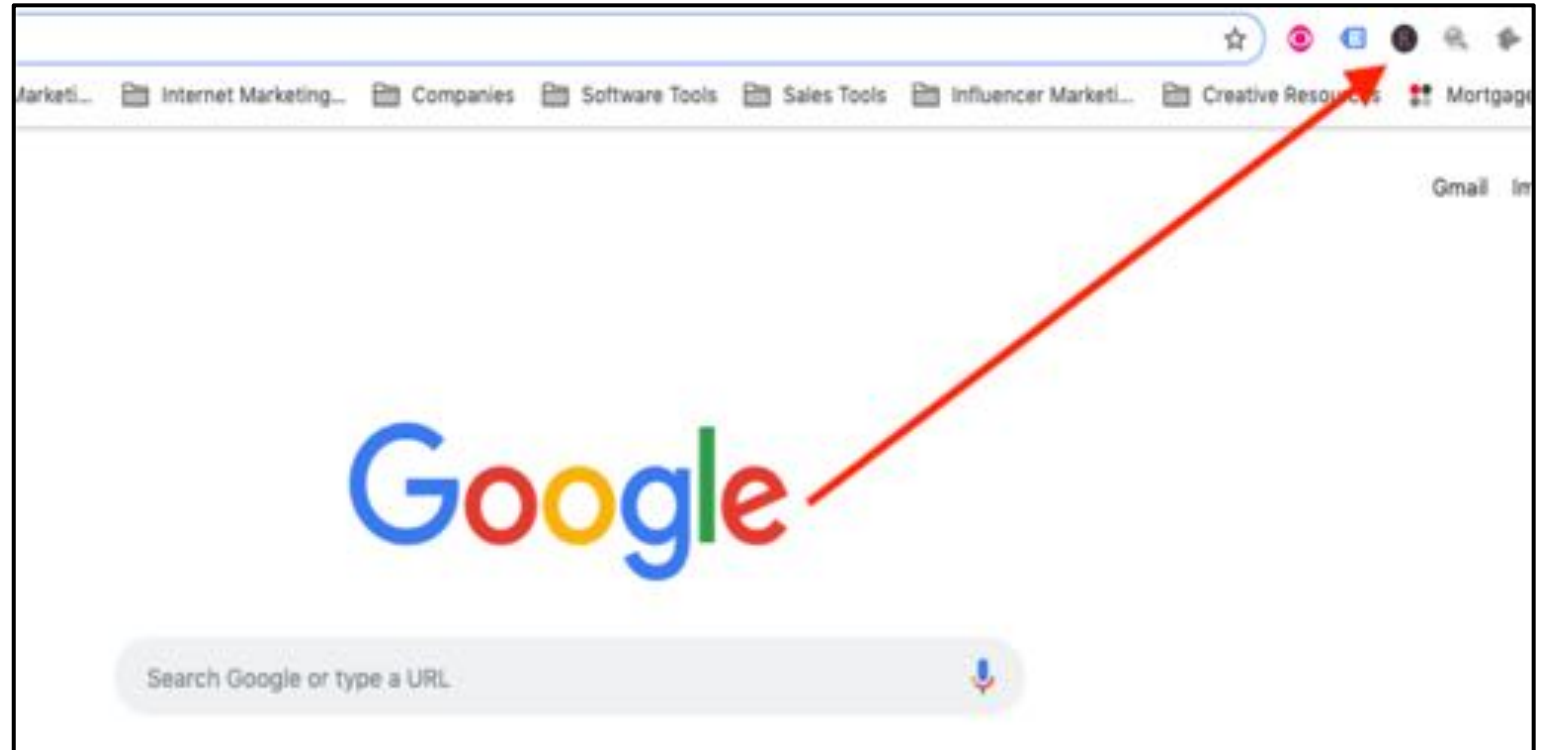 Marketi...
Internet Marketing...
Companies
Software Tools
Sales Tools
Influencer Marketi...
Creative Resources
Mortgage
Gmail Im
Google
Search Google or type a URL